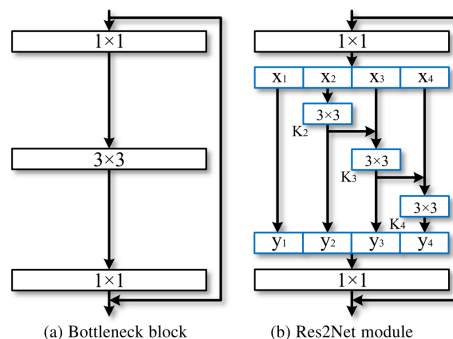 1×1
3×3
1×1
(a) Bottleneck block
1×1
x1 x2 x3 x4
3×3
K2
3×3
K3
3×3
K4
y1 y2 y3 y4
1×1
(b) Res2Net module